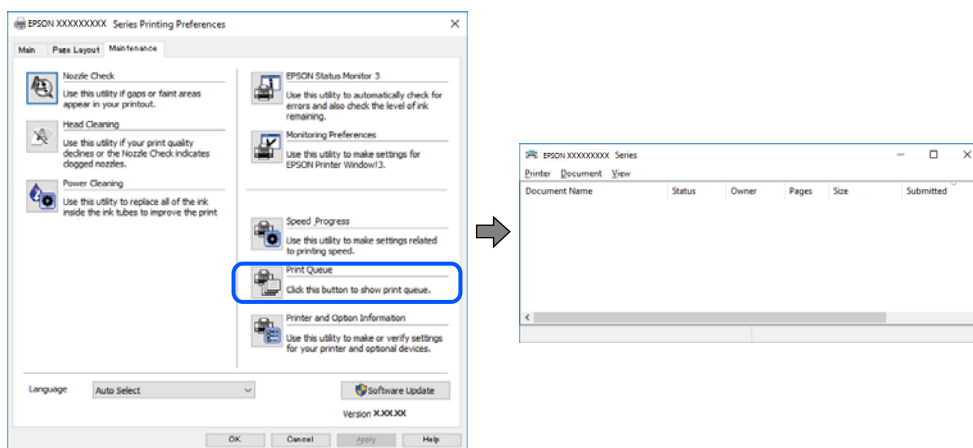 EPSON XXXXXXXXX Series Printing Preferences
Main Page Layout Maintenance
Nozzle Check
Use this utility if gaps or faint areas
appear in your printout.
Head Cleaning
Use this utility if your print quality
declines or the Nozzle Check indicates
clogged nozzles.
Power Cleaning
Use this utility to replace all of the ink
inside the ink tubes to improve the print
EPSON Status Monitor 3
Use this utility to automatically check for
errors and also check the level of ink
remaining.
Monitoring Preferences
Use this utility to make settings for
EPSON Printer Window!3.
Speed Progress
Use this utility to make settings related
to printing speed.
Print Queue
Click this button to show print queue.
Printer and Option Information
Use this utility to make or verify settings
for your printer and optional devices.
Language Auto Select
Software Update
Version X.XX.XX
OK Cancel Apply Help
EPSON XXXXXXXXX Series
Printer Document View
Document Name Status Owner Pages Size Submitted